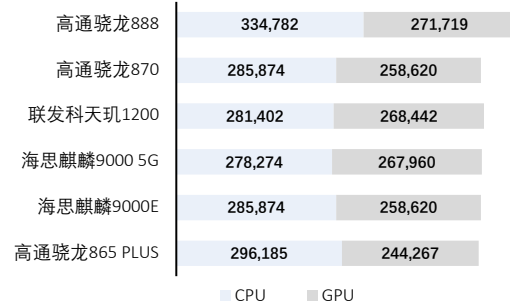 高通骁龙888 334,782 271,719
高通骁龙870 285,874 258,620
联发科天玑1200 281,402 268,442
海思麒麟9000 5G 278,274 267,960
海思麒麟9000E 285,874 258,620
高通骁龙865 PLUS 296,185 244,267
CPU GPU